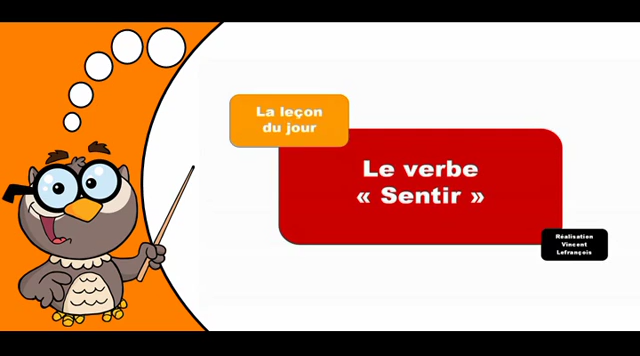 La leçon
du jour
Le verbe
« Sentir »
Réalisation
Vincent
Lefrançois